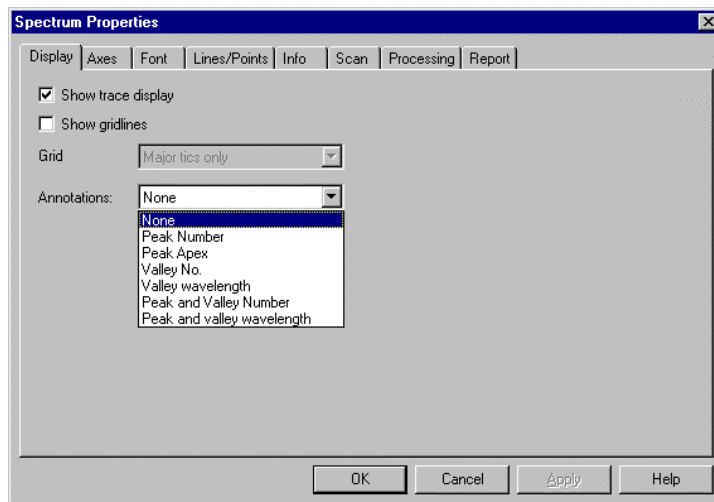 Spectrum Properties
Display Axes Font Lines/Points Info Scan Processing Report
Show trace display
Show gridlines
Grid Major tics only
Annotations: None
None
Peak Number
Peak Apex
Valley No.
Valley wavelength
Peak and Valley Number
Peak and valley wavelength
OK Cancel Apply Help